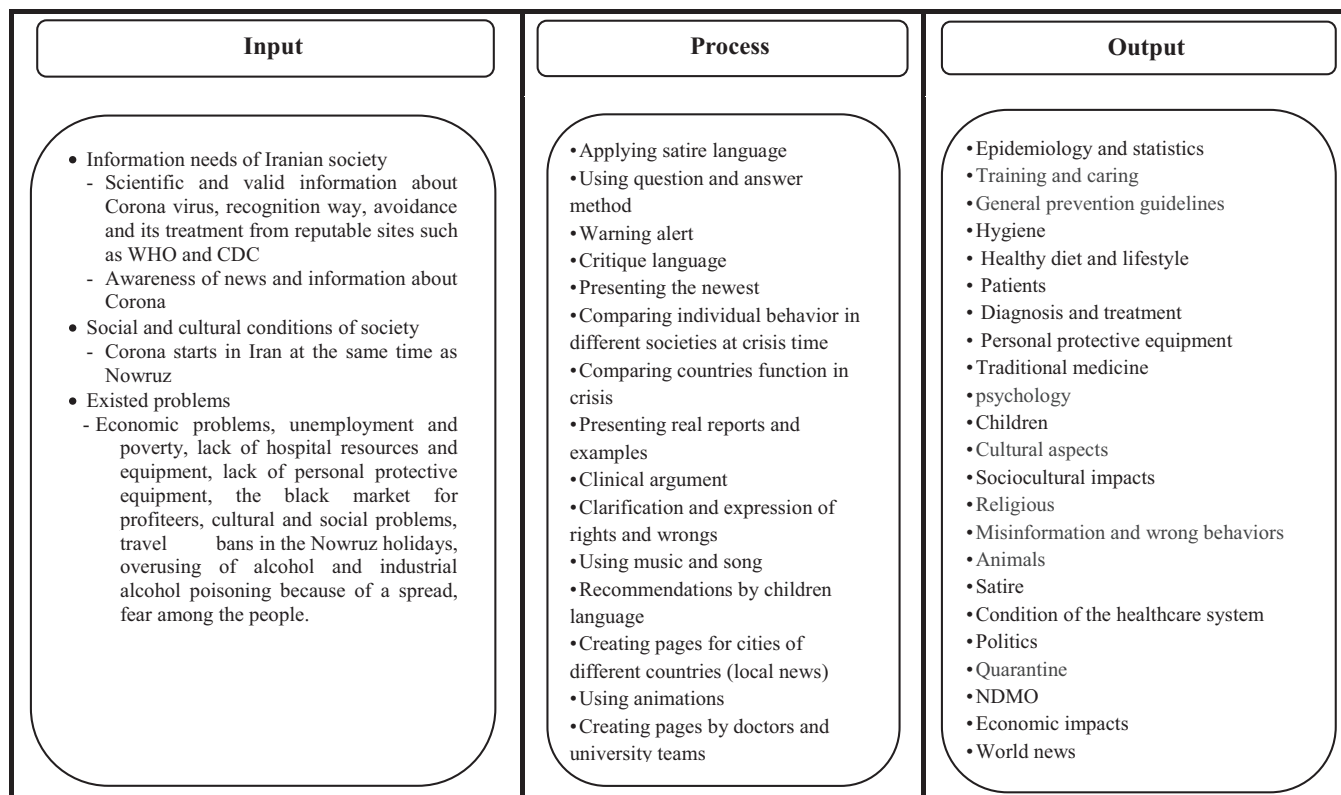 Input
• Information needs of Iranian society
- Scientific and valid information about
Corona virus, recognition way, avoidance
and its treatment from reputable sites such
as WHO and CDC
- Awareness of news and information about
Corona
• Social and cultural conditions of society
- Corona starts in Iran at the same time as
Nowruz
• Existed problems
- Economic problems, unemployment and
poverty, lack of hospital resources and
equipment, lack of personal protective
equipment, the black market for
profiteers, cultural and social problems,
travel bans in the Nowruz holidays,
overusing of alcohol and industrial
alcohol poisoning because of a spread,
fear among the people.
Process
•Applying satire language
•Using question and answer
method
•Warning alert
•Critique language
•Presenting the newest
•Comparing individual behavior in
different societies at crisis time
•Comparing countries function in
crisis
•Presenting real reports and
examples
•Clinical argument
•Clarification and expression of
rights and wrongs
•Using music and song
•Recommendations by children
language
•Creating pages for cities of
different countries (local news)
•Using animations
•Creating pages by doctors and
university teams
Output
•Epidemiology and statistics
•Training and caring
•General prevention guidelines
•Hygiene
• Healthy diet and lifestyle
• Patients
• Diagnosis and treatment
• Personal protective equipment
•Traditional medicine
•psychology
•Children
•Cultural aspects
•Sociocultural impacts
•Religious
•Misinformation and wrong behaviors
•Animals
•Satire
•Condition of the healthcare system
•Politics
•Quarantine
•NDMO
•Economic impacts
•World news